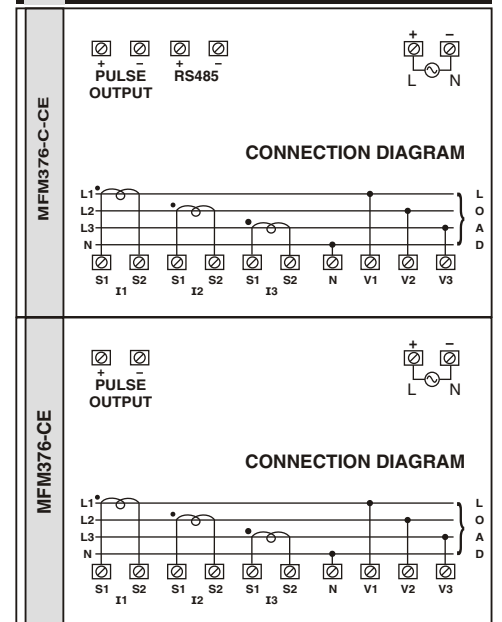 MFM376-C-CE
+ – + – + –
PULSE RS485 L N
OUTPUT
CONNECTION DIAGRAM
L1 L
L2 O
L3 A
N D
S1 S2 S1 S2 S1 S2 N V1 V2 V3
I1 I2 I3
MFM376-CE
+ – + –
PULSE L N
OUTPUT
CONNECTION DIAGRAM
L1 L
L2 O
L3 A
N D
S1 S2 S1 S2 S1 S2 N V1 V2 V3
I1 I2 I3